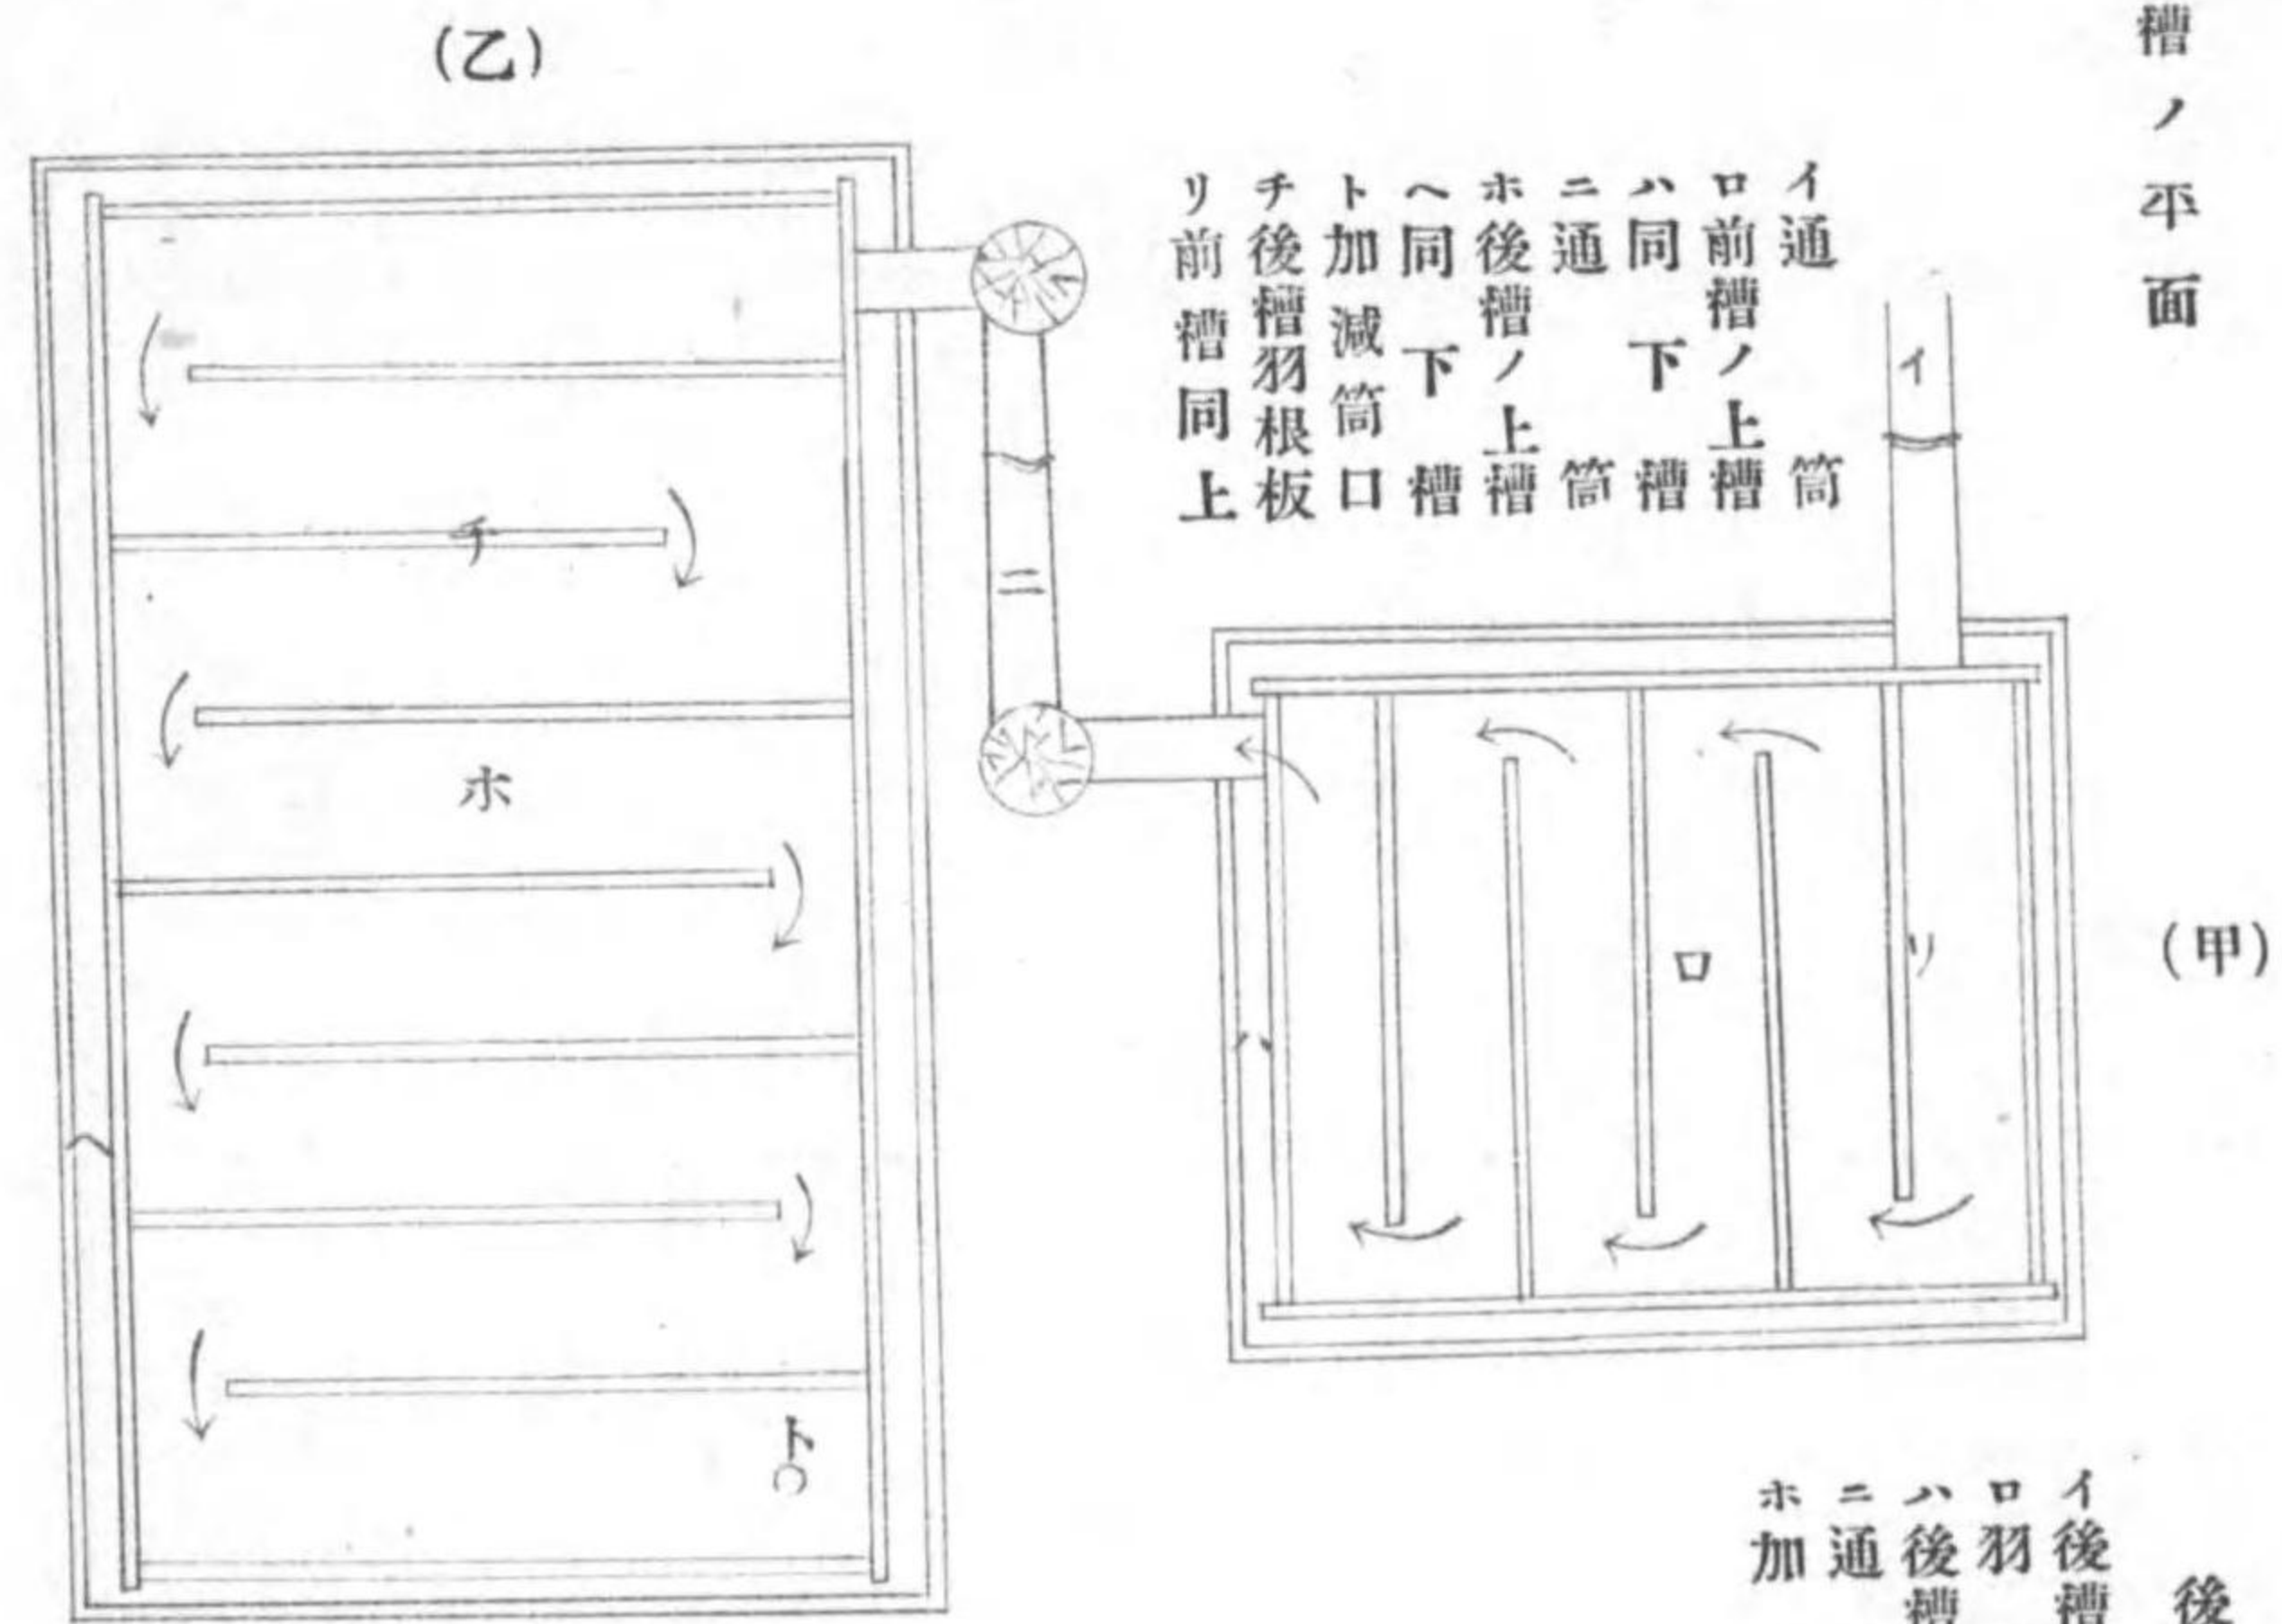 槽ノ平面
(甲)
イ通筒
ロ前槽ノ上槽
ハ同下槽
ニ通筒
ホ後槽ノ上槽
ヘ同下槽
ト加減筒口
チ後槽羽根板
リ前槽同上
イ
リ
ロ
ハ
ニ
(乙)
チ
ホ
ヘ
ト
後
イ後槽
ロ羽
ハ後槽
ニ通
ホ加